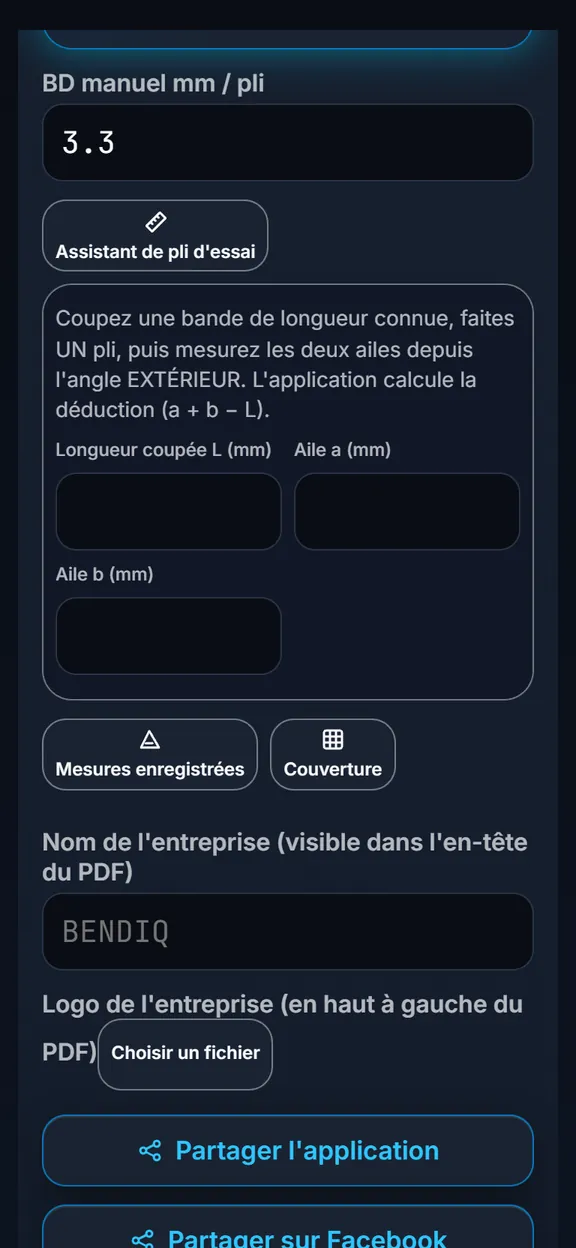 BD manuel mm / pli
3.3
Assistant de pli d'essai
Coupez une bande de longueur connue, faites
UN pli, puis mesurez les deux ailes depuis
l'angle EXTÉRIEUR. L'application calcule la
déduction (a + b − L).
Longueur coupée L (mm)
Aile a (mm)
Aile b (mm)
Mesures enregistrées
Couverture
Nom de l'entreprise (visible dans l'en-tête
du PDF)
BENDIQ
Logo de l'entreprise (en haut à gauche du
PDF)
Choisir un fichier
Partager l'application
Partager sur Facebook